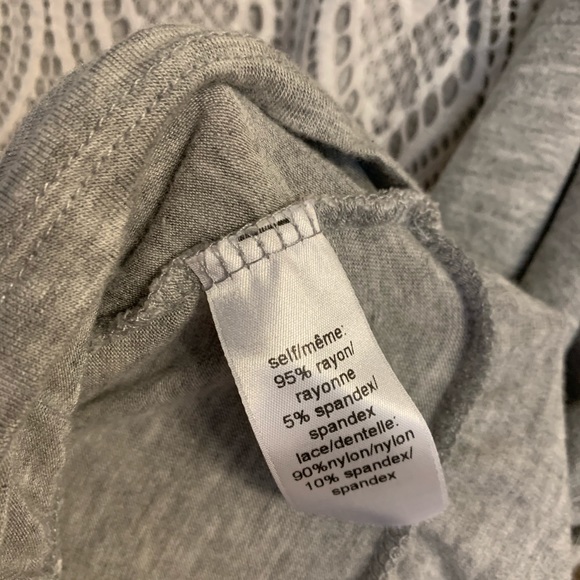 self/même:
95% rayon/
rayonne
5% spandex/
spandex
lace/dentelle:
90%nylon/nylon
10% spandex/
spandex